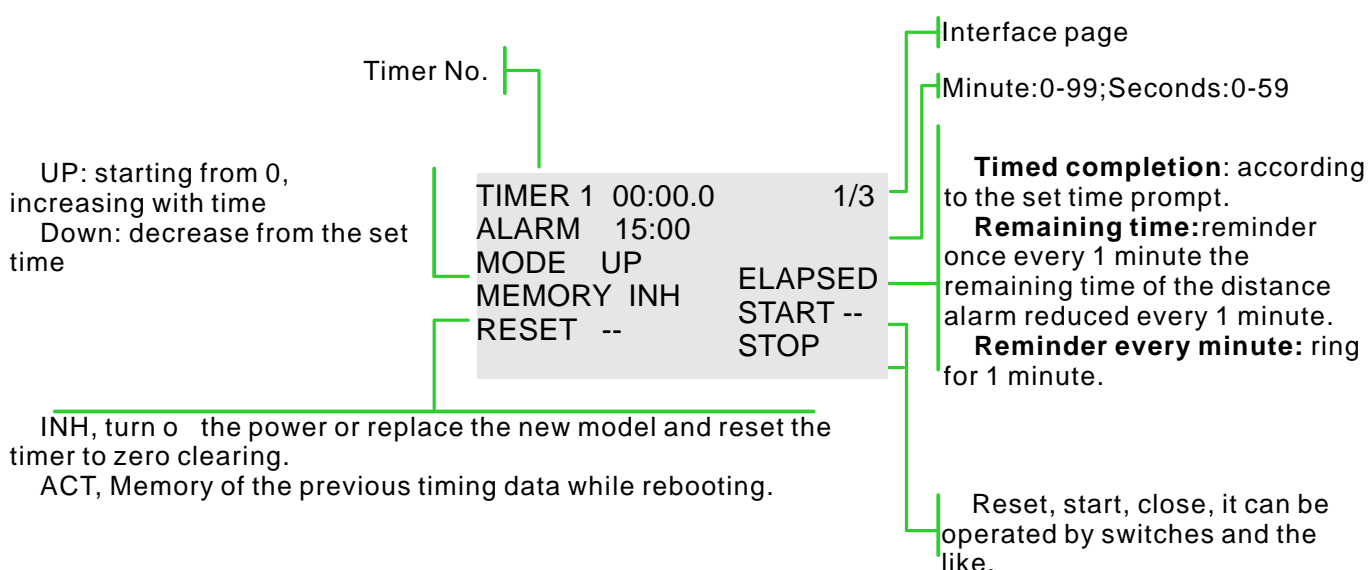 Interface page
Timer No.
Minute:0-99;Seconds:0-59
UP: starting from 0,
increasing with time
Down: decrease from the set
time
TIMER 1 00:00.0 1/3
ALARM 15:00
MODE UP
MEMORY INH
RESET --
ELAPSED
START --
STOP
Timed completion: according
to the set time prompt.
Remaining time:reminder
once every 1 minute the
remaining time of the distance
alarm reduced every 1 minute.
Reminder every minute: ring
for 1 minute.
INH, turn o the power or replace the new model and reset the
timer to zero clearing.
ACT, Memory of the previous timing data while rebooting.
Reset, start, close, it can be
operated by switches and the
like.